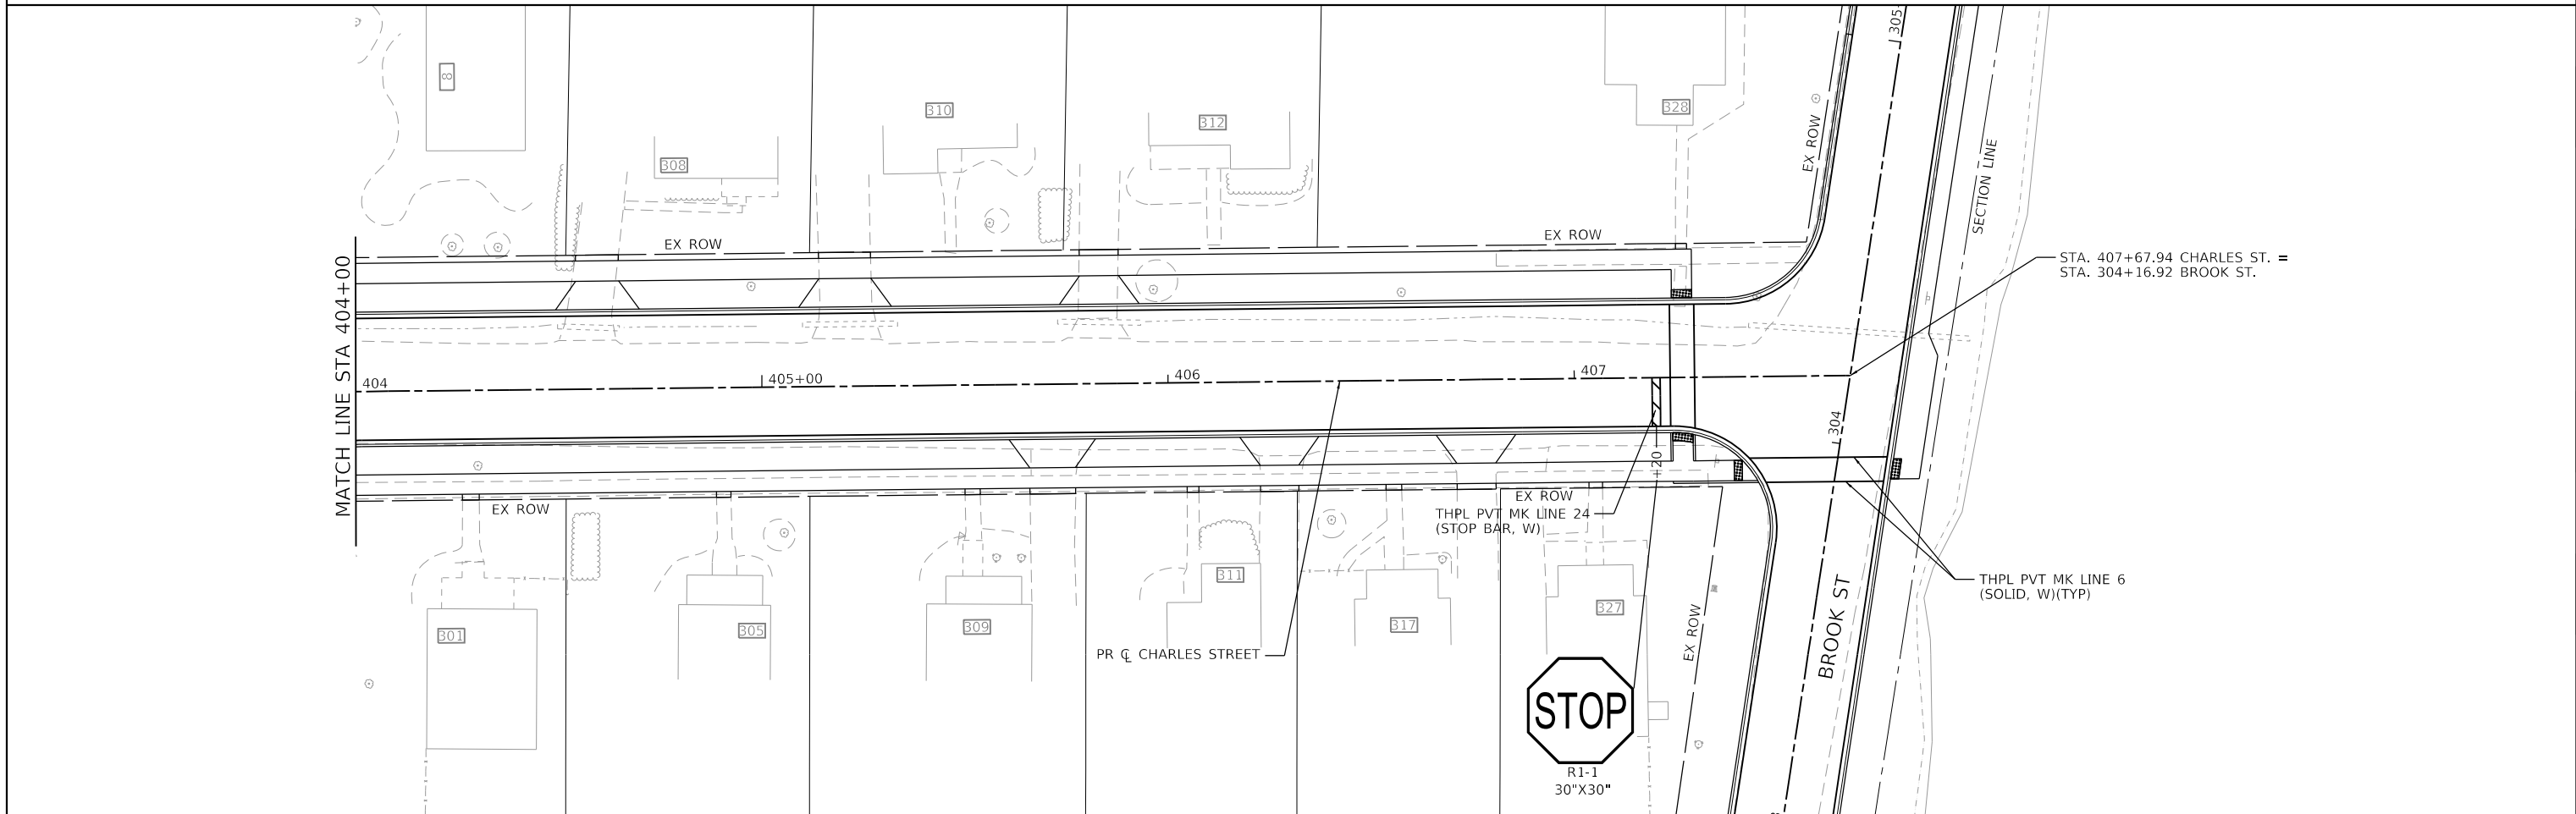 305
8
310
312
328
308
EX ROW
SECTION LINE
EX ROW
EX ROW
STA. 407+67.94 CHARLES ST. =
STA. 304+16.92 BROOK ST.
MATCH LINE STA 404+00
404
405+00
406
407
304
+20
EX ROW
EX ROW
THPL PVT MK LINE 24
(STOP BAR, W)
THPL PVT MK LINE 6
(SOLID, W)(TYP)
301
305
309
311
317
327
EX ROW
BROOK ST
PR ℄ CHARLES STREET
STOP
R1-1
30"X30"